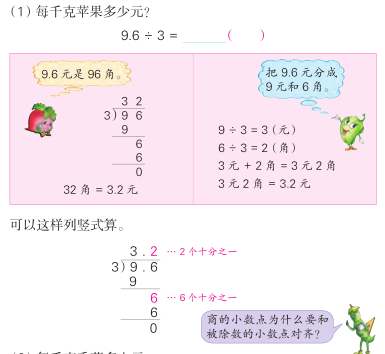 (1) 每千克苹果多少元?
9.6 ÷ 3 = ______ (    )
9.6 元是 96 角。
3 2
3)9 6
9
6
6
0
32 角 = 3.2 元
把 9.6 元分成
9 元和 6 角。
9 ÷ 3 = 3 (元)
6 ÷ 3 = 2 (角)
3 元 + 2 角 = 3 元 2 角
3 元 2 角 = 3.2 元
可以这样列竖式算。
3 . 2 … 2 个十分之一
3)9 . 6
9
6 … 6 个十分之一
6
0
商的小数点为什么要和
被除数的小数点对齐?